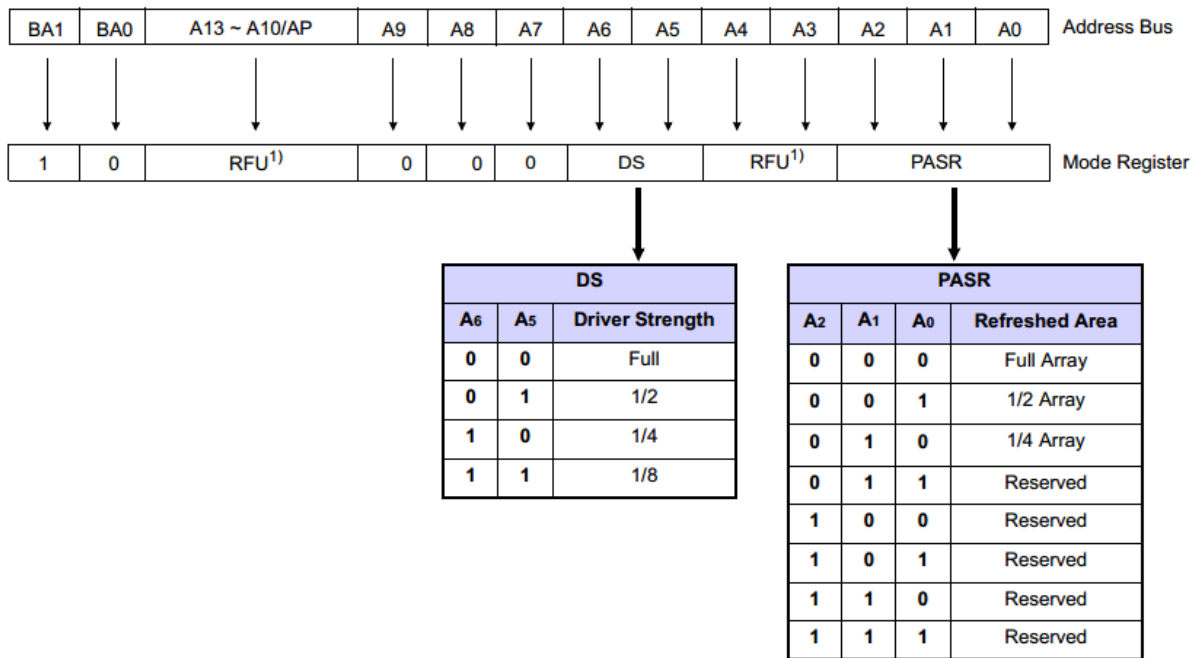 BA1 BA0 A13 ~ A10/AP A9 A8 A7 A6 A5 A4 A3 A2 A1 A0 Address Bus
1 0 RFU1) 0 0 0 DS RFU1) PASR Mode Register
DS
A6 A5 Driver Strength
0 0 Full
0 1 1/2
1 0 1/4
1 1 1/8
PASR
A2 A1 A0 Refreshed Area
0 0 0 Full Array
0 0 1 1/2 Array
0 1 0 1/4 Array
0 1 1 Reserved
1 0 0 Reserved
1 0 1 Reserved
1 1 0 Reserved
1 1 1 Reserved